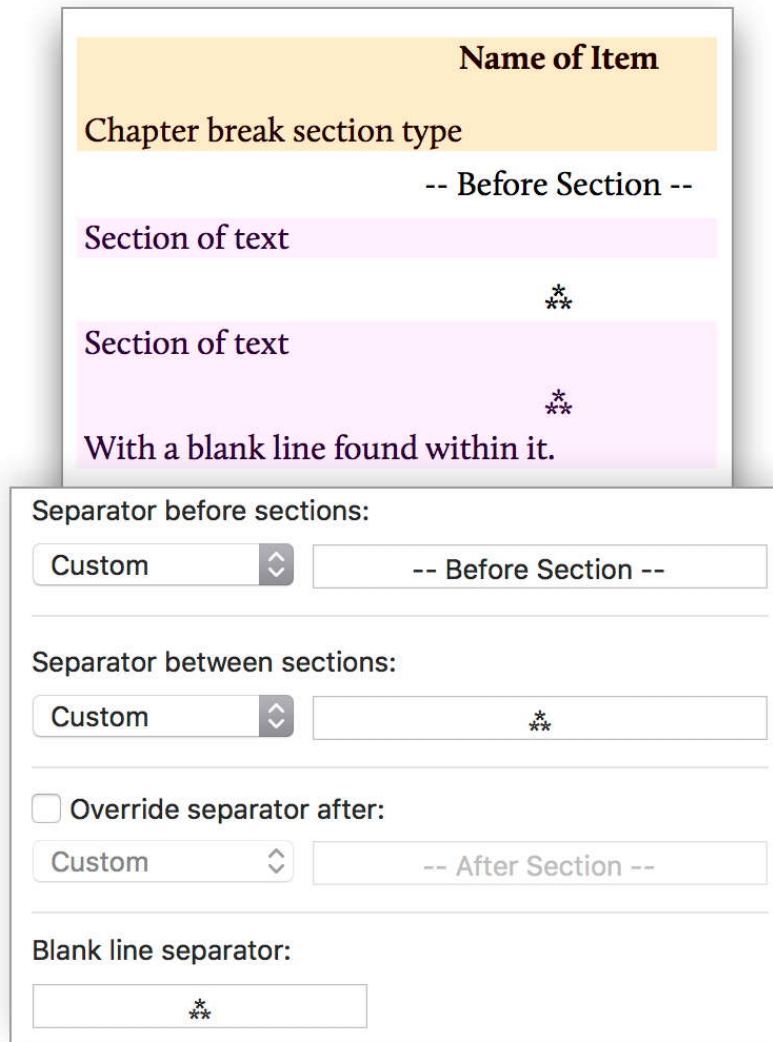 Name of Item
Chapter break section type
-- Before Section --
Section of text
⁂
Section of text
⁂
With a blank line found within it.
Separator before sections:
Custom -- Before Section --
Separator between sections:
Custom ⁂
Override separator after:
Custom -- After Section --
Blank line separator:
⁂